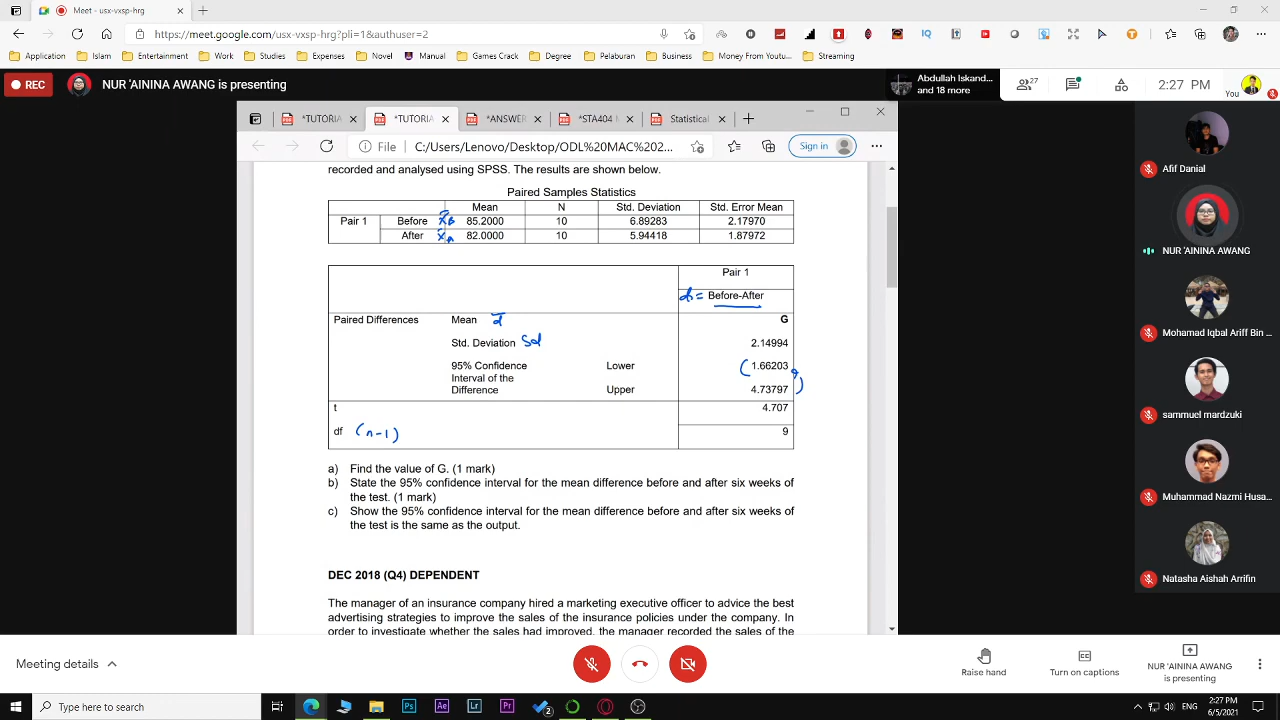 Meet - usx-vxsp-hrg
https://meet.google.com/usx-vxsp-hrg?pli=1&authuser=2
Application Islam Entertainment Work Studies Novel Manual Games Crack Degree Pelaburan Business Money From Youtu... Streaming
REC NUR 'AININA AWANG is presenting
Abdullah Iskand...
and 18 more
27
2:27 PM
You
*TUTORIA *TUTORIA *ANSWER *STA404 Statistical
File C:/Users/Lenovo/Desktop/ODL%20MAC%202... Sign in
recorded and analysed using SPSS. The results are shown below.
Paired Samples Statistics
Mean N Std. Deviation Std. Error Mean
Pair 1 Before x̄B 85.2000 10 6.89283 2.17970
After x̄A 82.0000 10 5.94418 1.87972
Pair 1
d = Before-After
Paired Differences Mean d̄ G
Std. Deviation Sd 2.14994
95% Confidence Lower (1.66203,
Interval of the
Difference Upper 4.73797)
t 4.707
df (n-1) 9
a) Find the value of G. (1 mark)
b) State the 95% confidence interval for the mean difference before and after six weeks of
the test. (1 mark)
c) Show the 95% confidence interval for the mean difference before and after six weeks of
the test is the same as the output.
DEC 2018 (Q4) DEPENDENT
The manager of an insurance company hired a marketing executive officer to advice the best
advertising strategies to improve the sales of the insurance policies under the company. In
order to investigate whether the sales had improved, the manager recorded the sales of the
Afif Danial
NUR 'AININA AWANG
Mohamad Iqbal Ariff Bin ...
sammuel mardzuki
Muhammad Nazmi Husa...
Natasha Aishah Arrifin
Meeting details
Raise hand
Turn on captions
NUR 'AININA AWANG
is presenting
Type here to search
Ps Ae Lr Pr 2
ENG 2:27 PM
6/5/2021